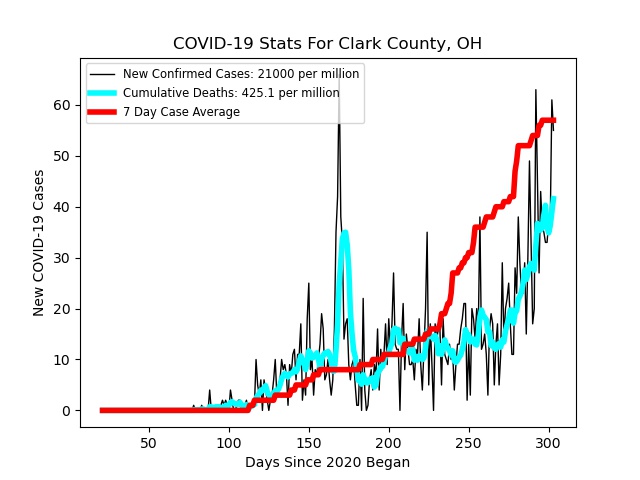 COVID-19 Stats For Clark County, OH
New Confirmed Cases: 21000 per million
Cumulative Deaths: 425.1 per million
7 Day Case Average
New COVID-19 Cases
60
50
40
30
20
10
0
50 100 150 200 250 300
Days Since 2020 Began